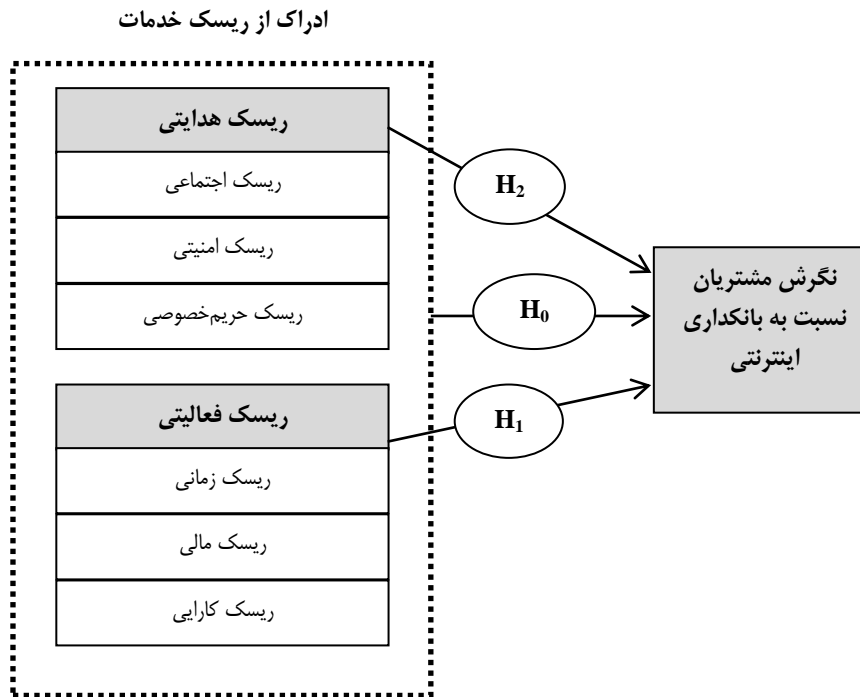 ادراک از ریسک خدمات
ریسک هدایتی
ریسک اجتماعی
ریسک امنیتی
ریسک حریم‌خصوصی
ریسک فعالیتی
ریسک زمانی
ریسک مالی
ریسک کارایی
H₂
H₀
H₁
نگرش مشتریان
نسبت به بانکداری
اینترنتی